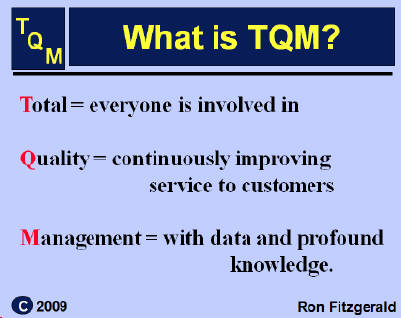 TQM
What is TQM?
Total = everyone is involved in
Quality = continuously improving
service to customers
Management = with data and profound
knowledge.
C 2009
Ron Fitzgerald